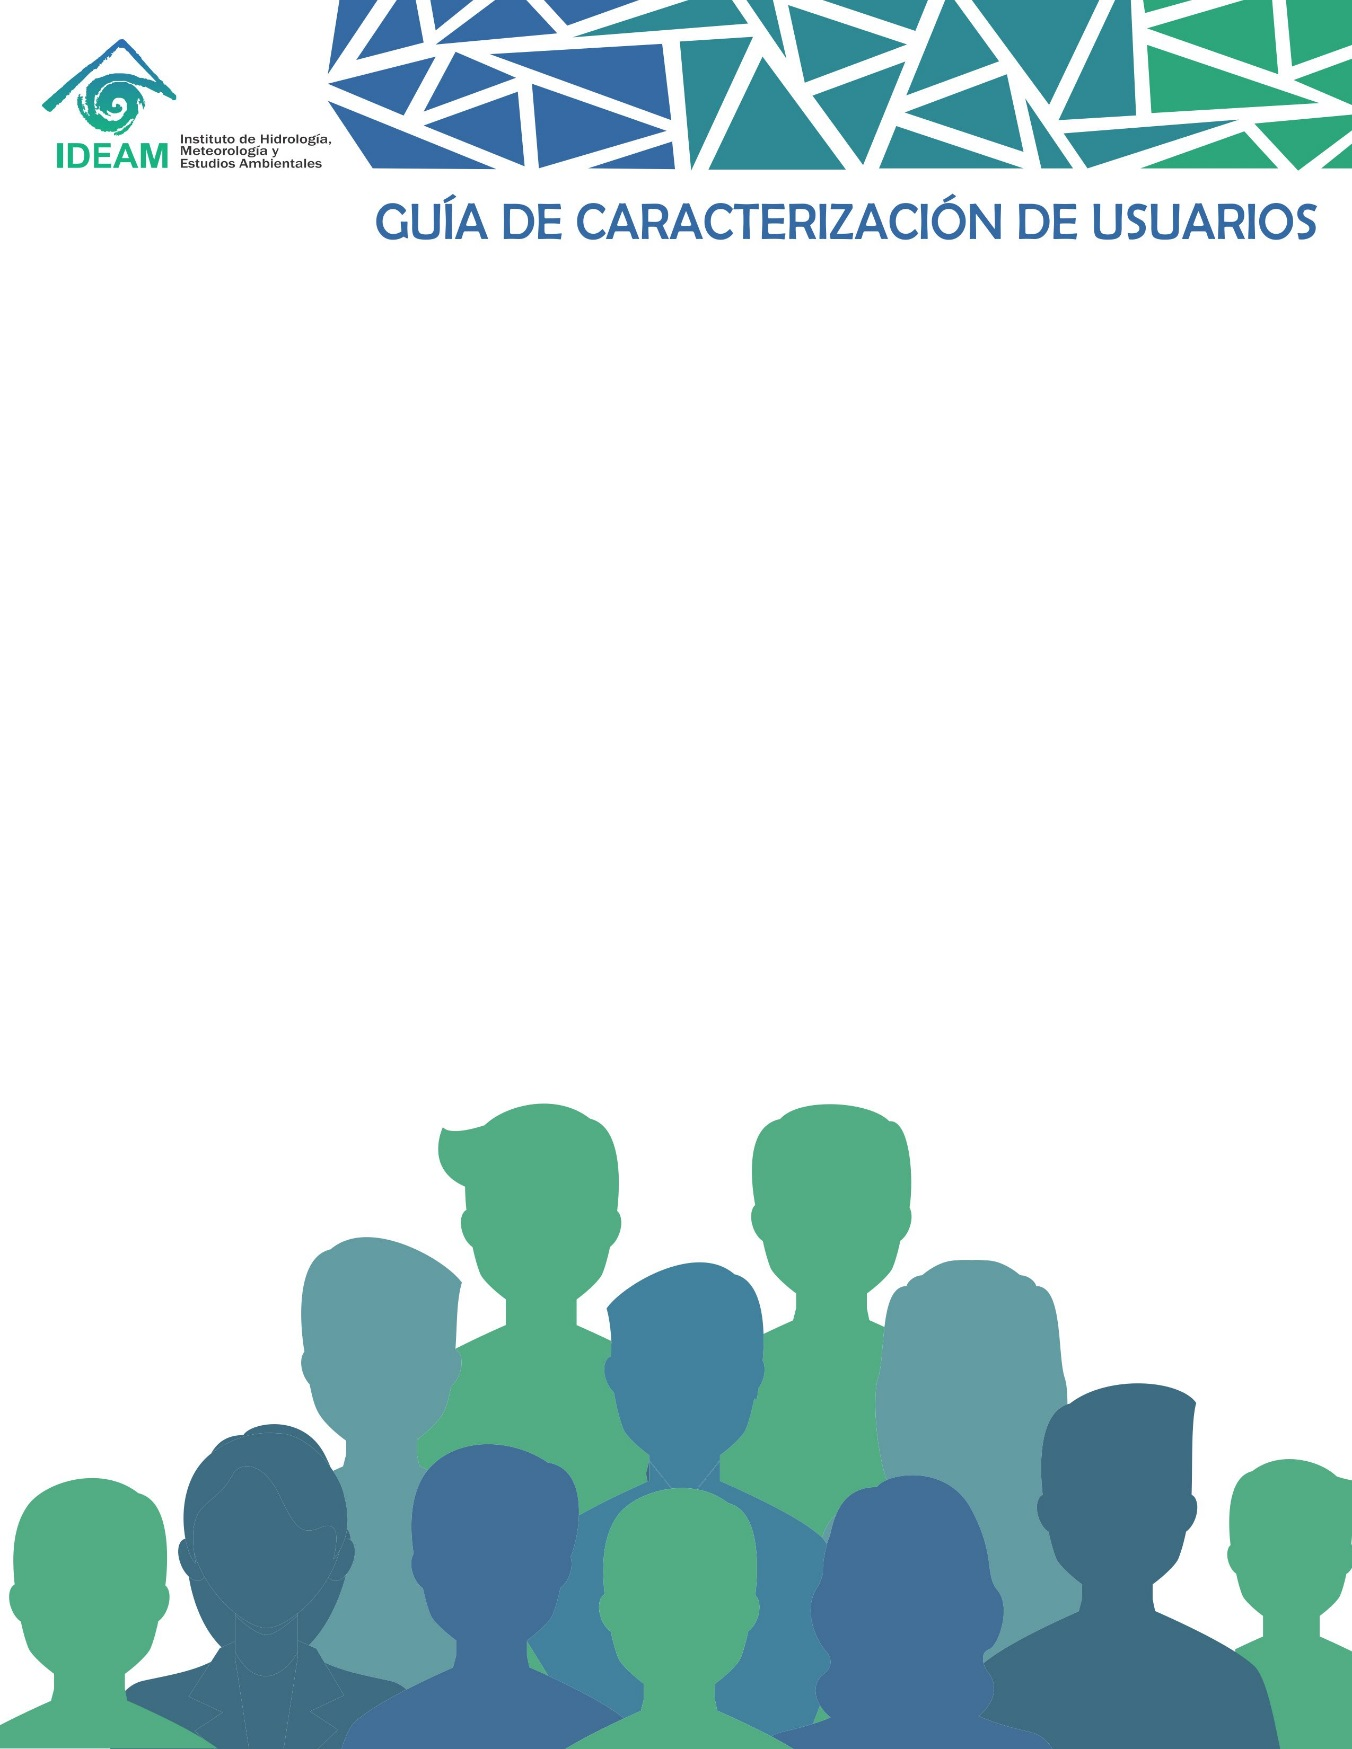 IDEAM
Instituto de Hidrología,
Meteorología y
Estudios Ambientales
GUÍA DE CARACTERIZACIÓN DE USUARIOS